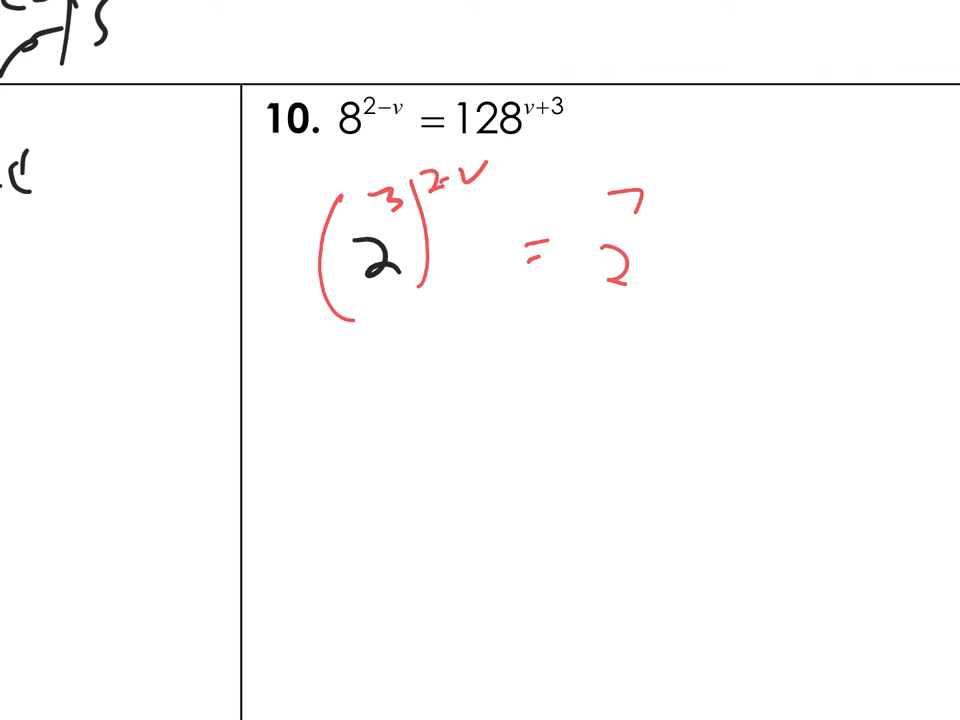 10. 8^{2-v} = 128^{v+3}
(2^3)^{2-v} = 2^7